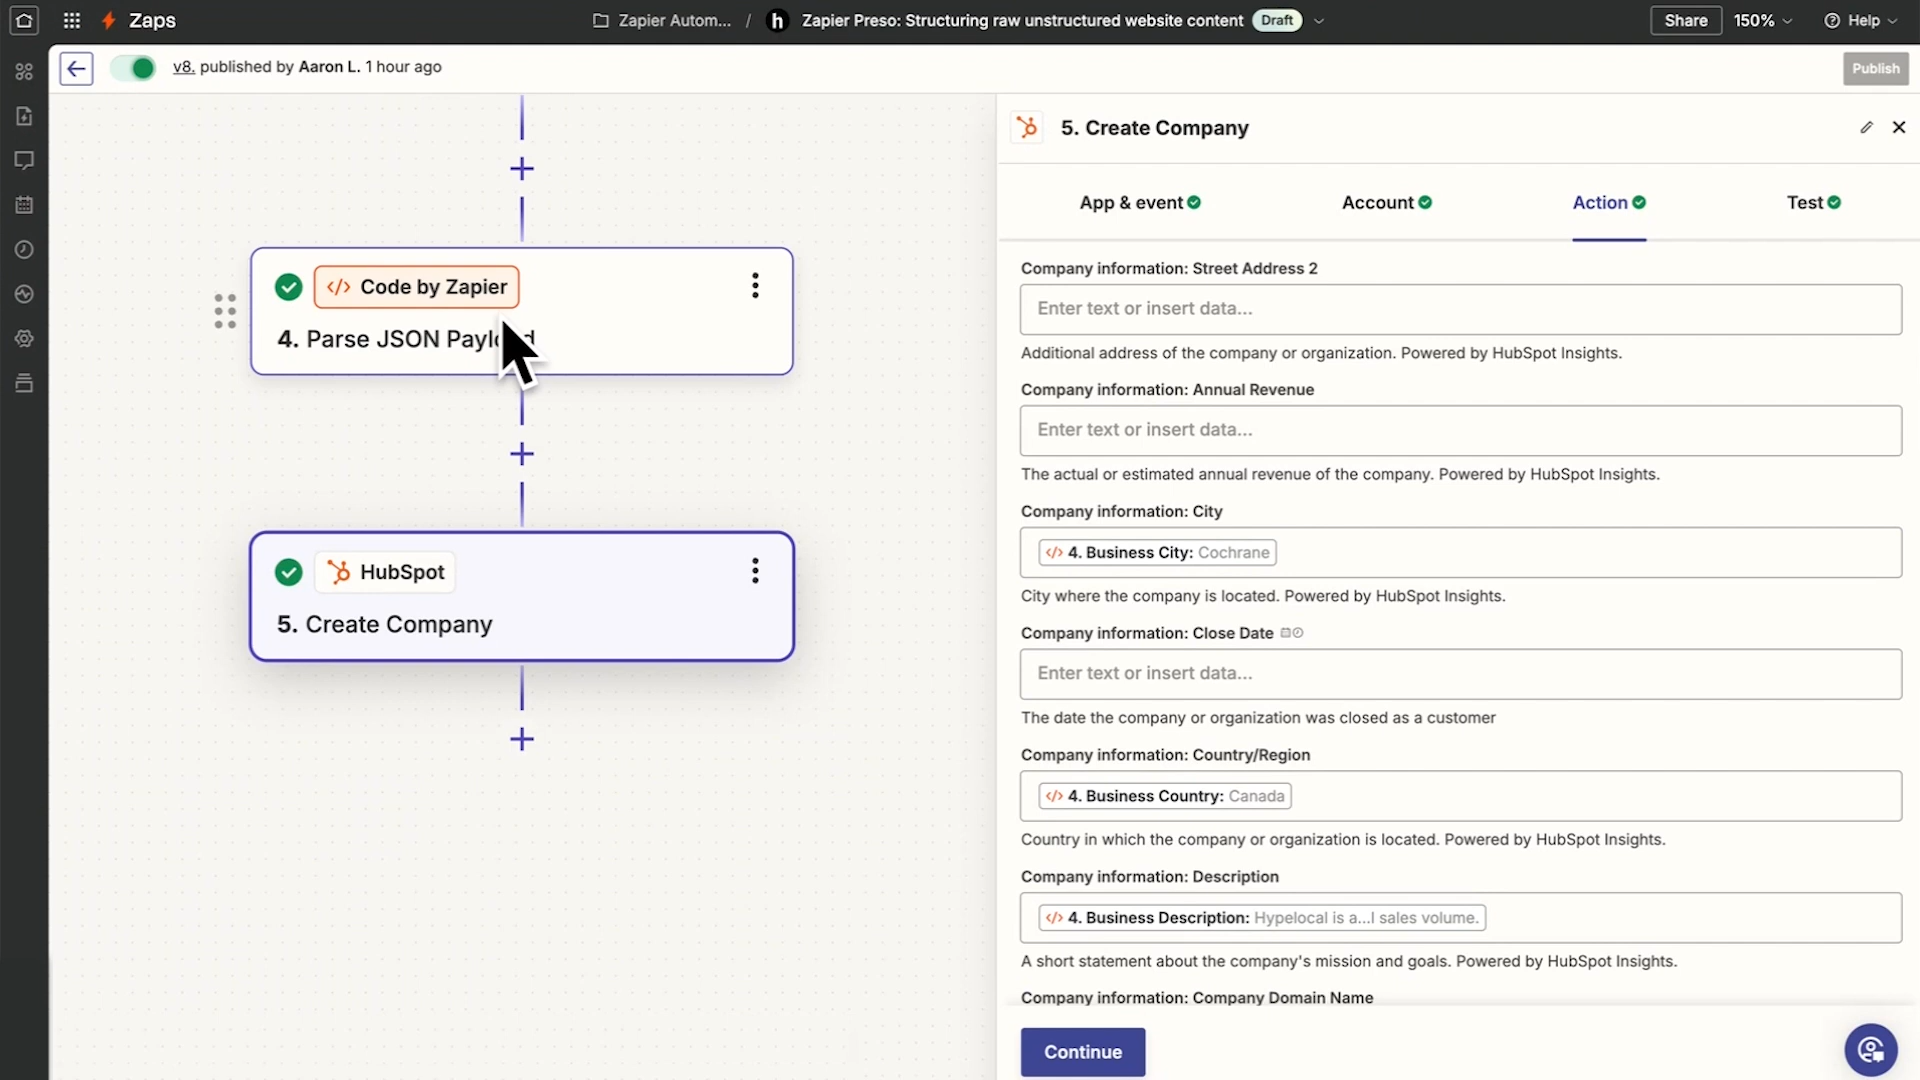 Zaps
Zapier Autom... / h Zapier Preso: Structuring raw unstructured website content Draft
Share 150% Help
v8. published by Aaron L. 1 hour ago
Publish
</> Code by Zapier
4. Parse JSON
HubSpot
5. Create Company
5. Create Company
App & event
Account
Action
Test
Company information: Street Address 2
Enter text or insert data...
Additional address of the company or organization. Powered by HubSpot Insights.
Company information: Annual Revenue
Enter text or insert data...
The actual or estimated annual revenue of the company. Powered by HubSpot Insights.
Company information: City
</> 4. Business City: Cochrane
City where the company is located. Powered by HubSpot Insights.
Company information: Close Date
Enter text or insert data...
The date the company or organization was closed as a customer
Company information: Country/Region
</> 4. Business Country: Canada
Country in which the company or organization is located. Powered by HubSpot Insights.
Company information: Description
</> 4. Business Description: Hypelocal is a...l sales volume.
A short statement about the company's mission and goals. Powered by HubSpot Insights.
Company information: Company Domain Name
Continue